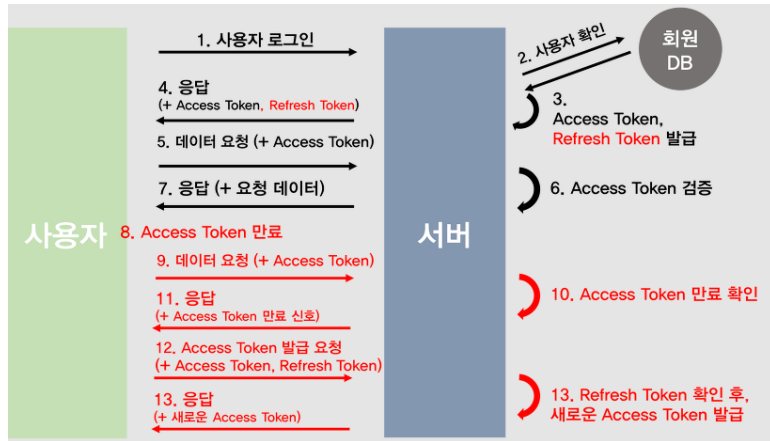 1. 사용자 로그인
2. 사용자 확인
회원
DB
4. 응답
(+ Access Token, Refresh Token)
3.
Access Token,
Refresh Token 발급
5. 데이터 요청 (+ Access Token)
7. 응답 (+ 요청 데이터)
6. Access Token 검증
사용자
서버
8. Access Token 만료
9. 데이터 요청 (+ Access Token)
10. Access Token 만료 확인
11. 응답
(+ Access Token 만료 신호)
12. Access Token 발급 요청
(+ Access Token, Refresh Token)
13. 응답
(+ 새로운 Access Token)
13. Refresh Token 확인 후,
새로운 Access Token 발급